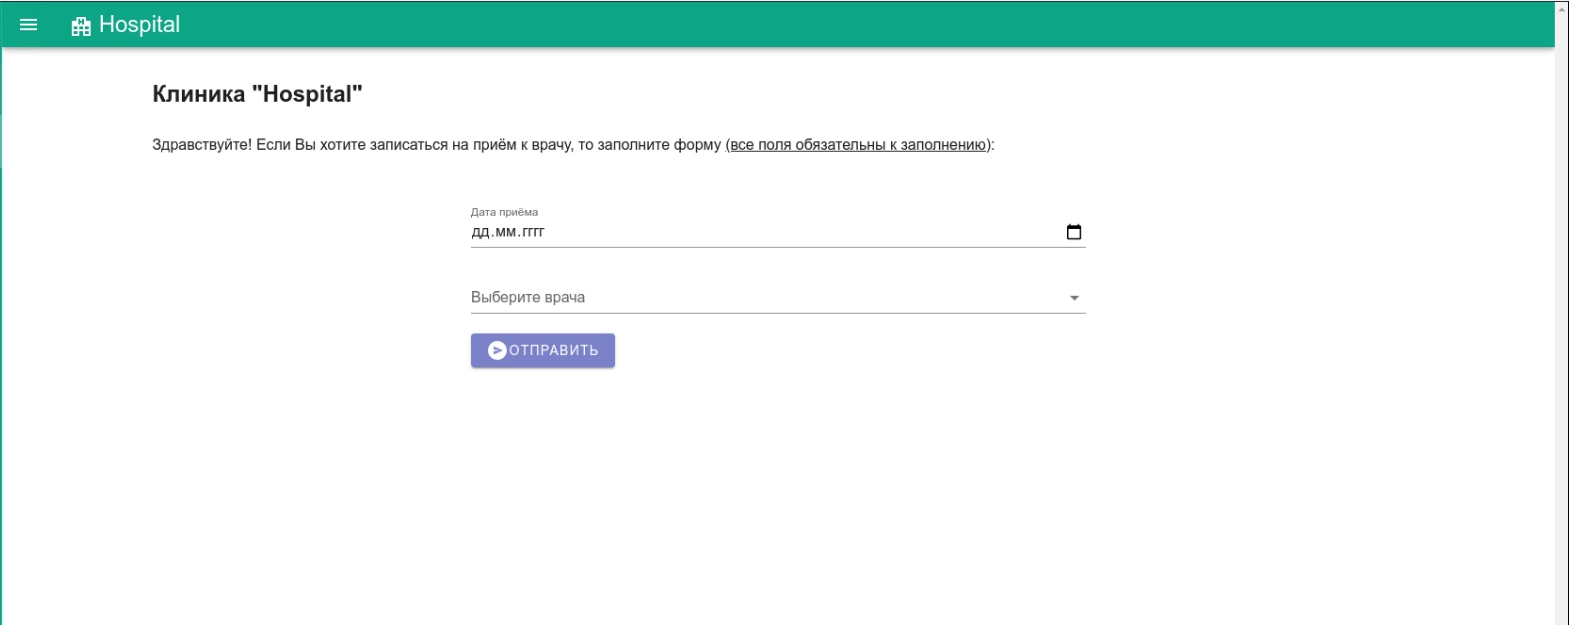 Hospital
Клиника "Hospital"
Здравствуйте! Если Вы хотите записаться на приём к врачу, то заполните форму (все поля обязательны к заполнению):
Дата приёма
дд.мм.гггг
Выберите врача
ОТПРАВИТЬ